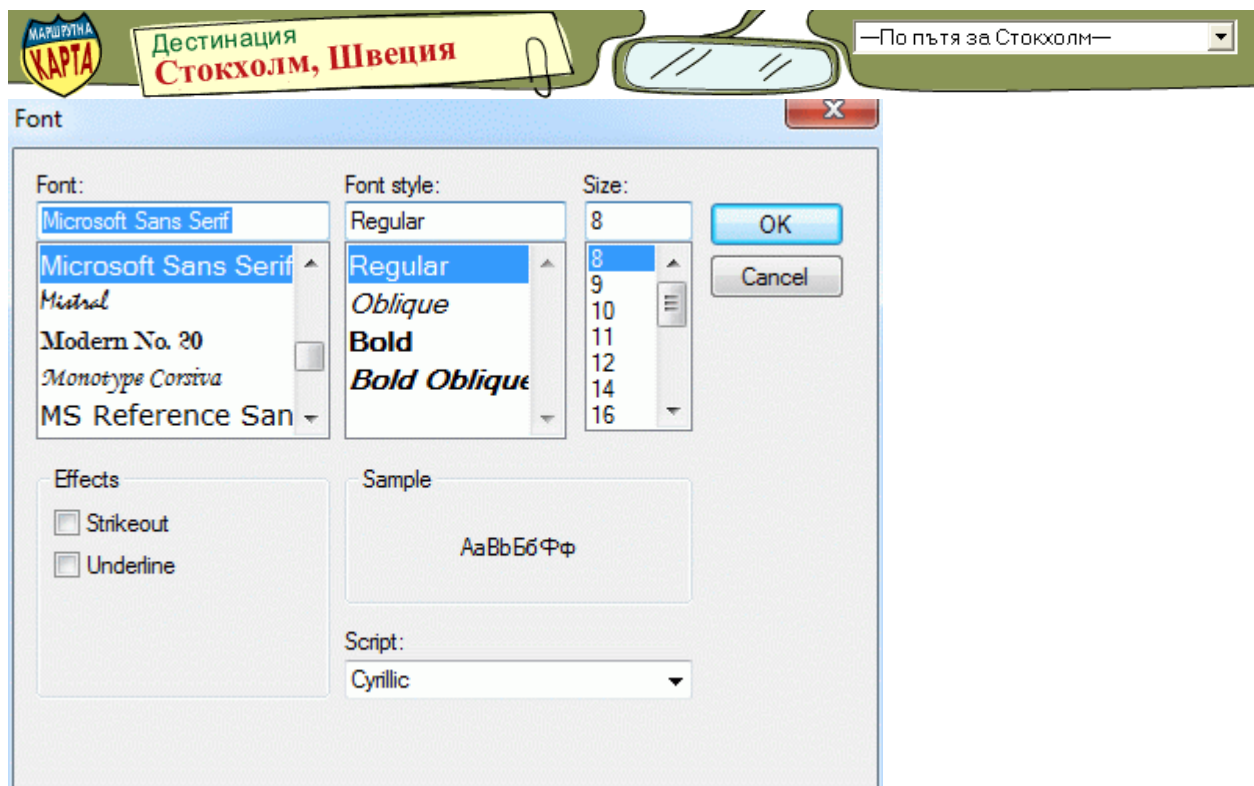 МАРШРУТНА
КАРТА
Дестинация
Стокхолм, Швеция
—По пътя за Стокхолм—
Font
Font:
Font style:
Size:
Microsoft Sans Serif
Regular
8
OK
Cancel
Microsoft Sans Serif
Mistral
Modern No. 20
Monotype Corsiva
MS Reference San
Regular
Oblique
Bold
Bold Oblique
8
9
10
11
12
14
16
Effects
Strikeout
Underline
Sample
AaBbБбФф
Script:
Cyrillic